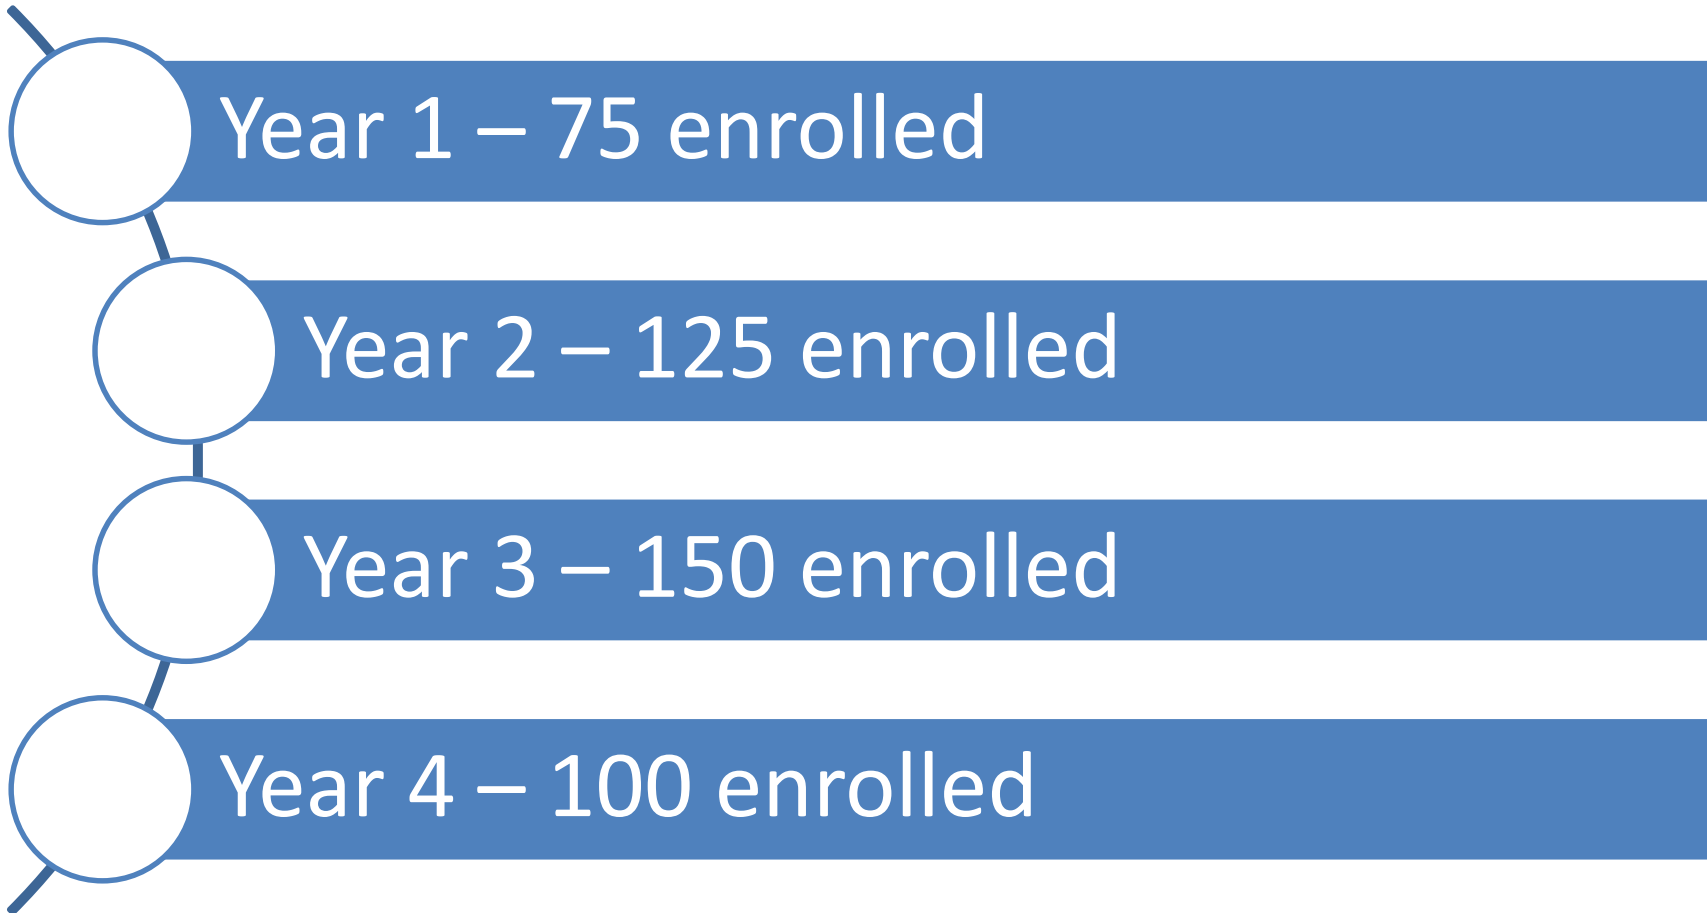 Year 1 – 75 enrolled
Year 2 – 125 enrolled
Year 3 – 150 enrolled
Year 4 – 100 enrolled